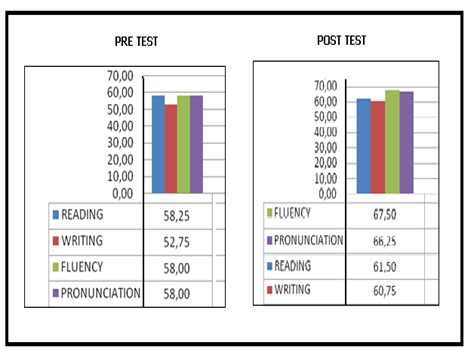 PRE TEST
70,00
60,00
50,00
40,00
30,00
20,00
10,00
0,00
READING 58,25
WRITING 52,75
FLUENCY 58,00
PRONUNCIATION 58,00
POST TEST
70,00
60,00
50,00
40,00
30,00
20,00
10,00
0,00
FLUENCY 67,50
PRONUNCIATION 66,25
READING 61,50
WRITING 60,75